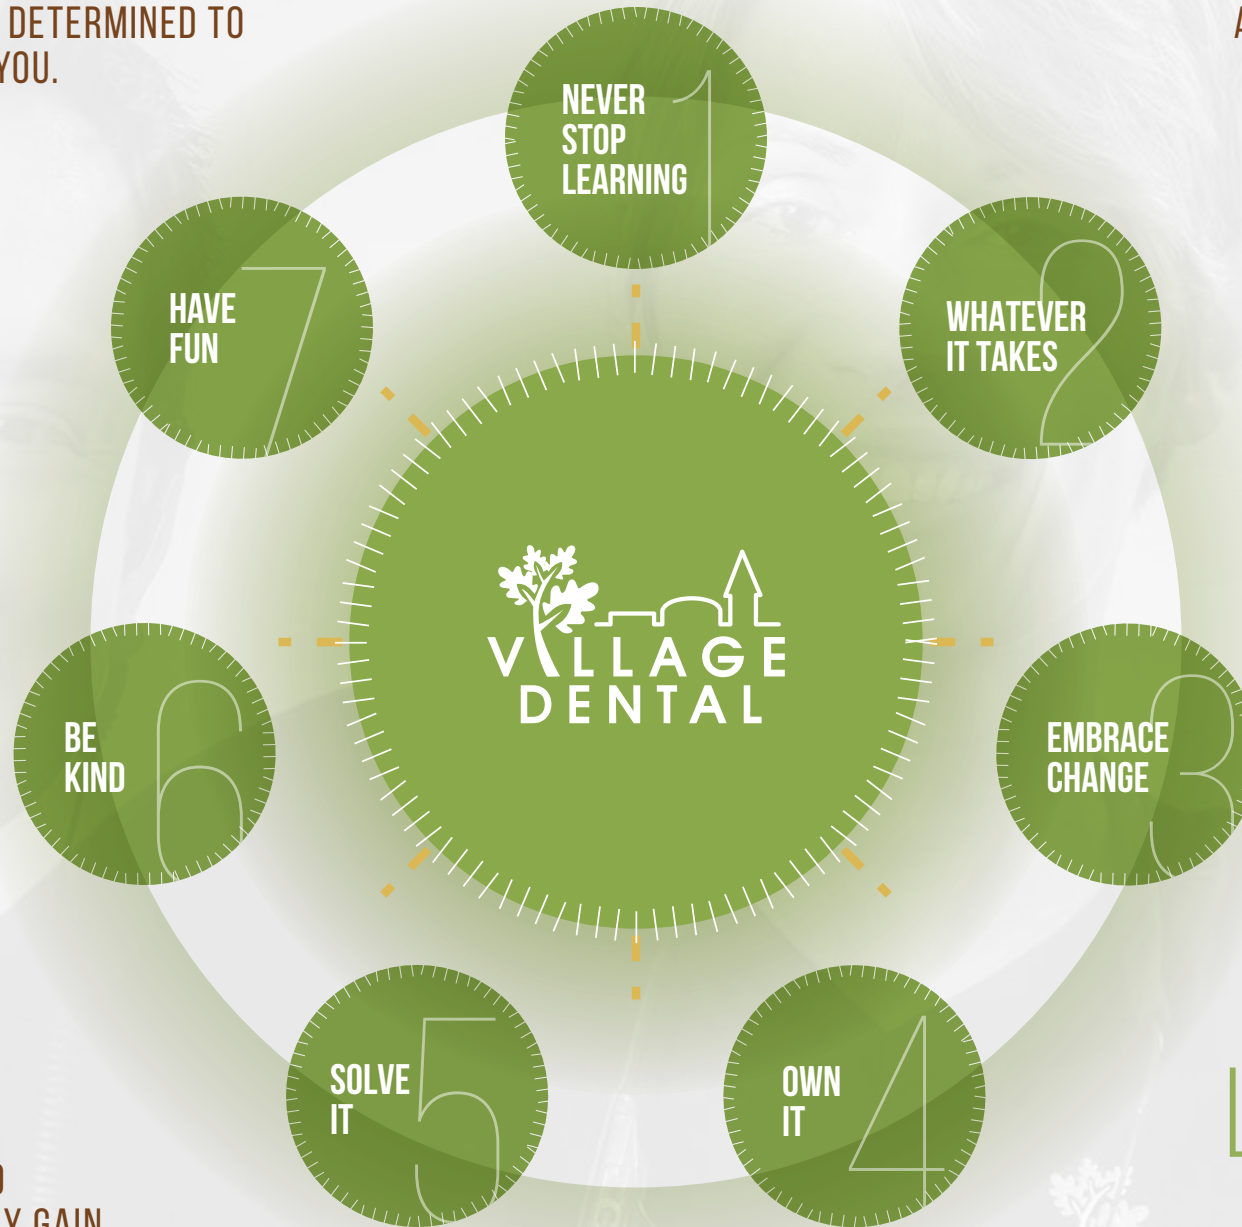 DETERMINED TO
YOU.
A
NEVER
STOP
LEARNING
1
WHATEVER
IT TAKES
2
EMBRACE
CHANGE
3
OWN
IT
4
SOLVE
IT
5
BE
KIND
6
HAVE
FUN
7
VILLAGE
DENTAL
Y GAIN